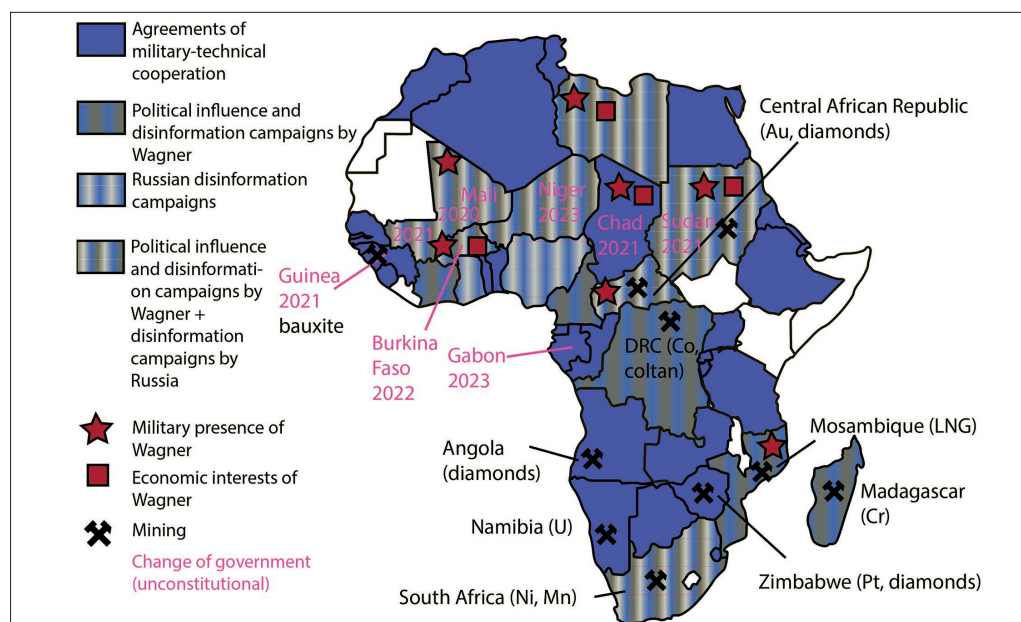 Agreements of
military-technical
cooperation
Political influence and
disinformation campaigns by
Wagner
Russian disinformation
campaigns
Political influence
and disinformati-
on campaigns by
Wagner +
disinformation
campaigns by
Russia
Military presence of
Wagner
Economic interests of
Wagner
Mining
Change of government
(unconstitutional)
Central African Republic
(Au, diamonds)
Mali
2020
2021
Niger
2023
Chad
2021
Sudan
2021
Guinea
2021
bauxite
Burkina
Faso
2022
Gabon
2023
DRC (Co,
coltan)
Angola
(diamonds)
Mosambique (LNG)
Madagascar
(Cr)
Namibia (U)
Zimbabwe (Pt, diamonds)
South Africa (Ni, Mn)